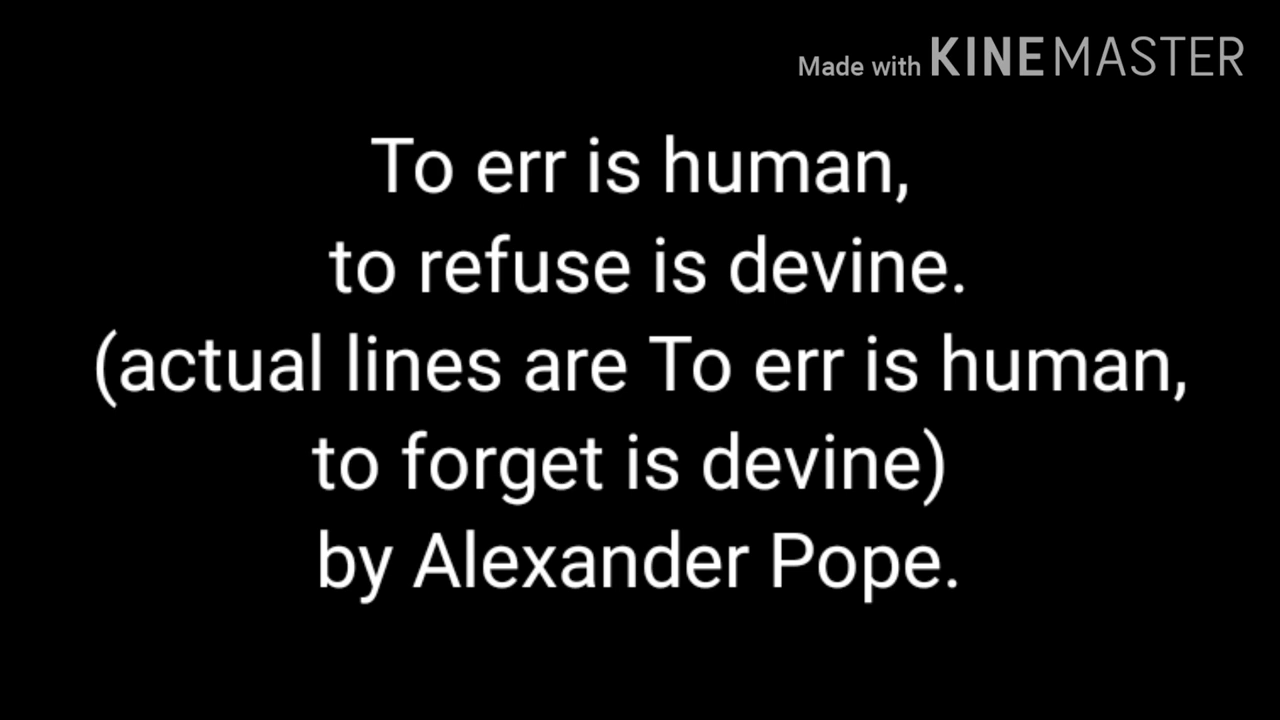 Made with KINEMASTER
To err is human,
to refuse is devine.
(actual lines are To err is human,
to forget is devine)
by Alexander Pope.